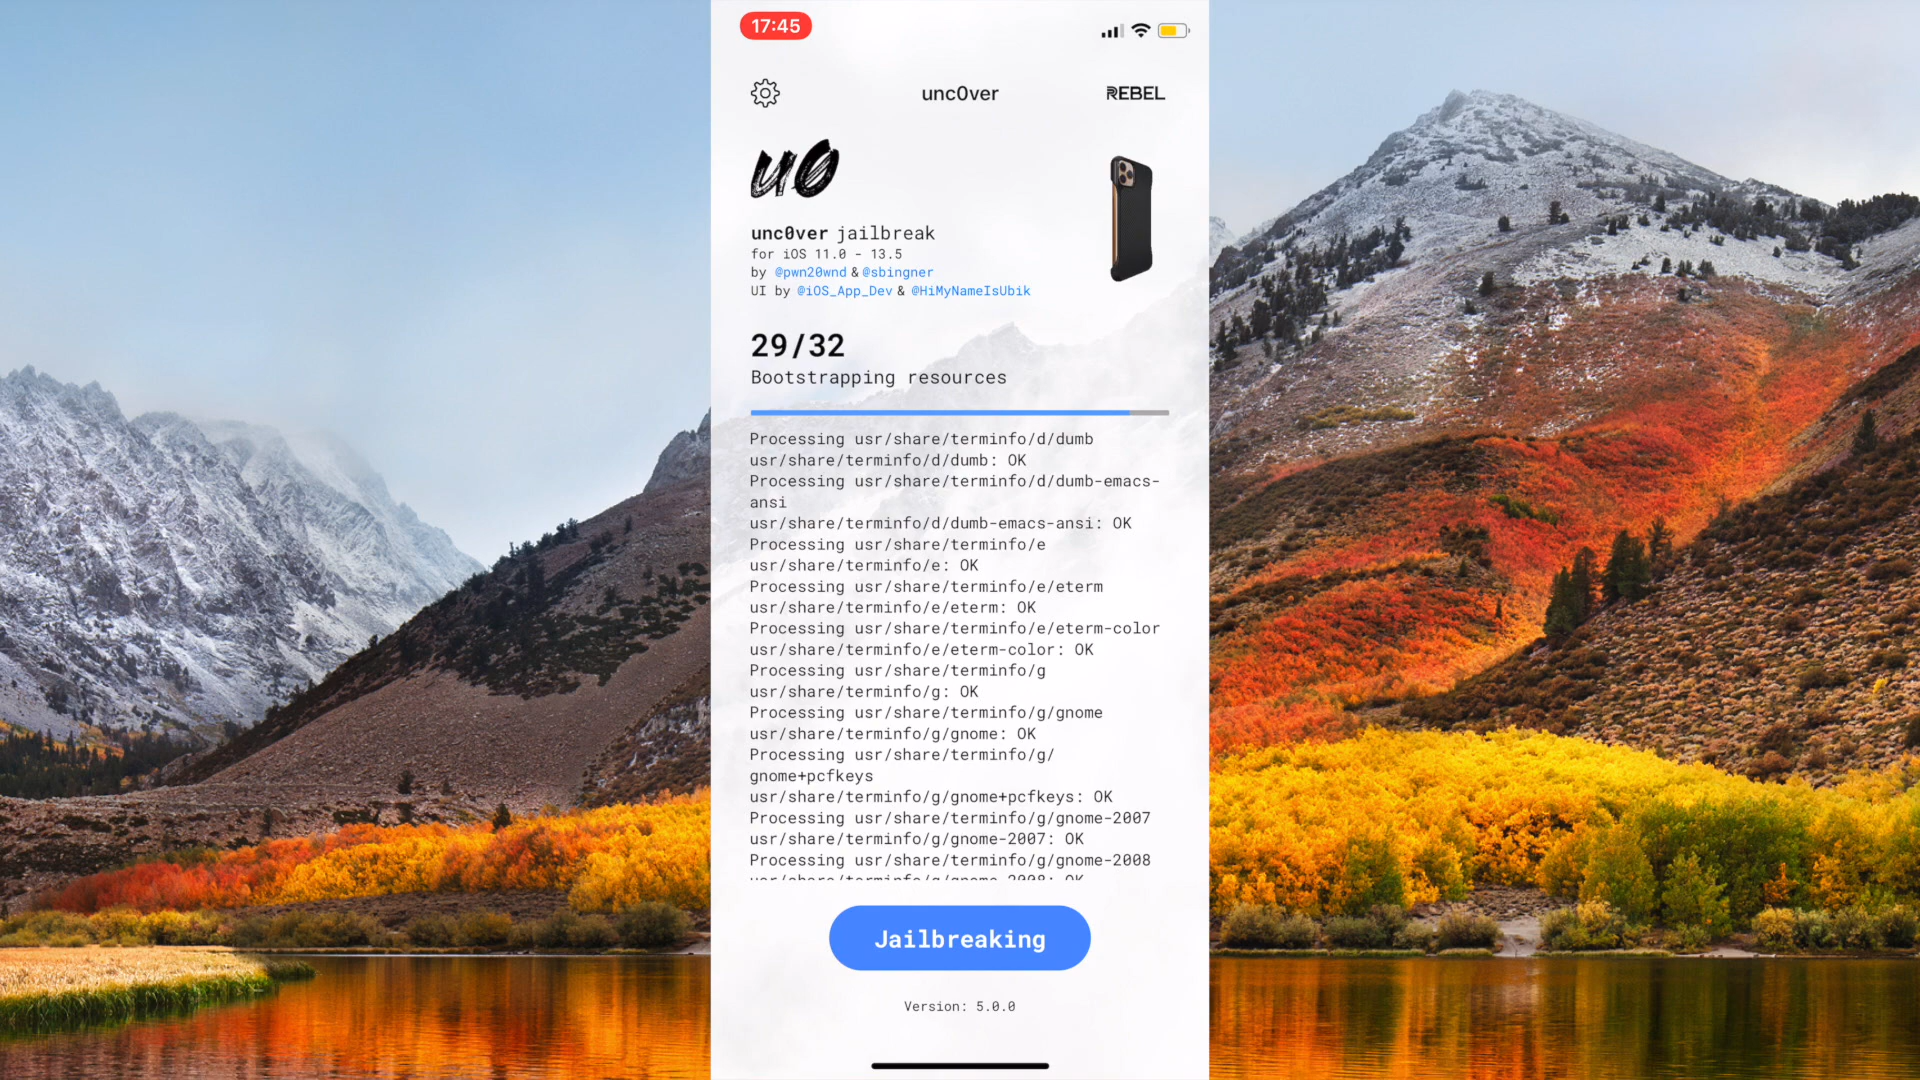 17:45
unc0ver
REBEL
u0
unc0ver jailbreak
for iOS 11.0 - 13.5
by @pwn20wnd & @sbingner
UI by @iOS_App_Dev & @HiMyNameIsUbik
29/32
Bootstrapping resources
Processing usr/share/terminfo/d/dumb
usr/share/terminfo/d/dumb: OK
Processing usr/share/terminfo/d/dumb-emacs-
ansi
usr/share/terminfo/d/dumb-emacs-ansi: OK
Processing usr/share/terminfo/e
usr/share/terminfo/e: OK
Processing usr/share/terminfo/e/eterm
usr/share/terminfo/e/eterm: OK
Processing usr/share/terminfo/e/eterm-color
usr/share/terminfo/e/eterm-color: OK
Processing usr/share/terminfo/g
usr/share/terminfo/g: OK
Processing usr/share/terminfo/g/gnome
usr/share/terminfo/g/gnome: OK
Processing usr/share/terminfo/g/
gnome+pcfkeys
usr/share/terminfo/g/gnome+pcfkeys: OK
Processing usr/share/terminfo/g/gnome-2007
usr/share/terminfo/g/gnome-2007: OK
Processing usr/share/terminfo/g/gnome-2008
usr/share/terminfo/g/gnome-2008: OK
Jailbreaking
Version: 5.0.0